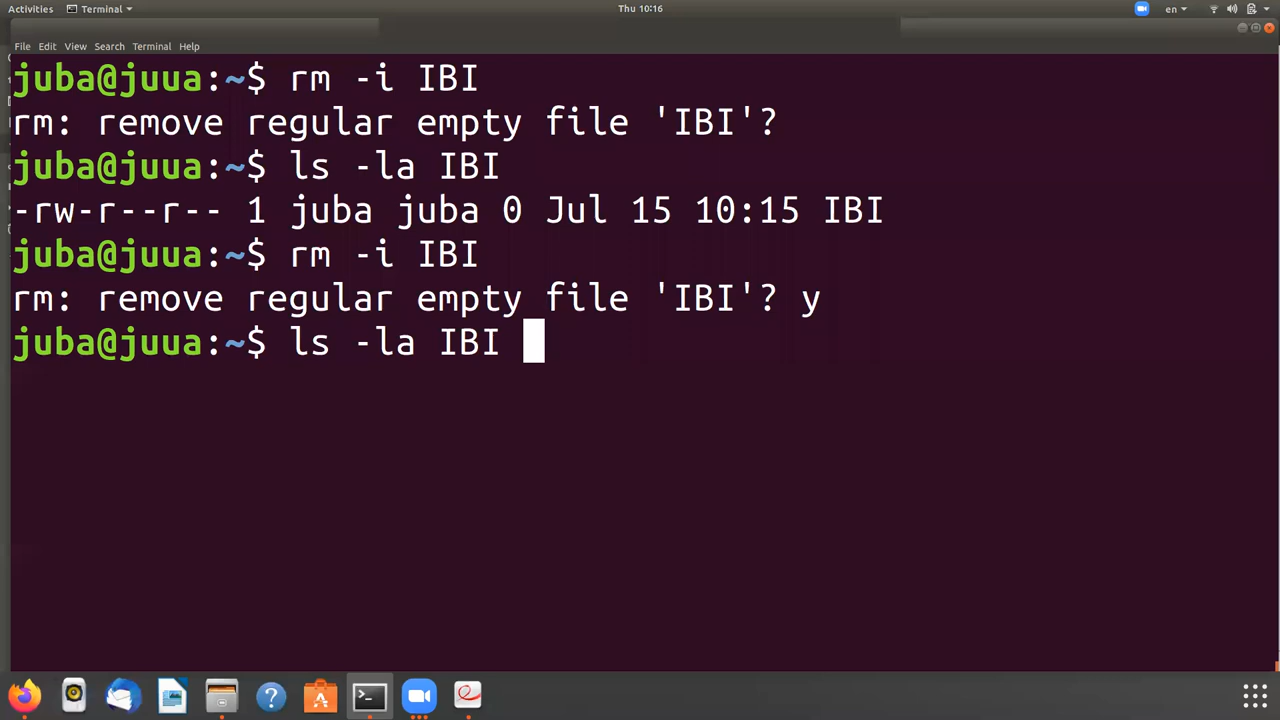 Activities Terminal Thu 10:16 en
File Edit View Search Terminal Help
juba@juua:~$ rm -i IBI
rm: remove regular empty file 'IBI'?
juba@juua:~$ ls -la IBI
-rw-r--r-- 1 juba juba 0 Jul 15 10:15 IBI
juba@juua:~$ rm -i IBI
rm: remove regular empty file 'IBI'? y
juba@juua:~$ ls -la IBI